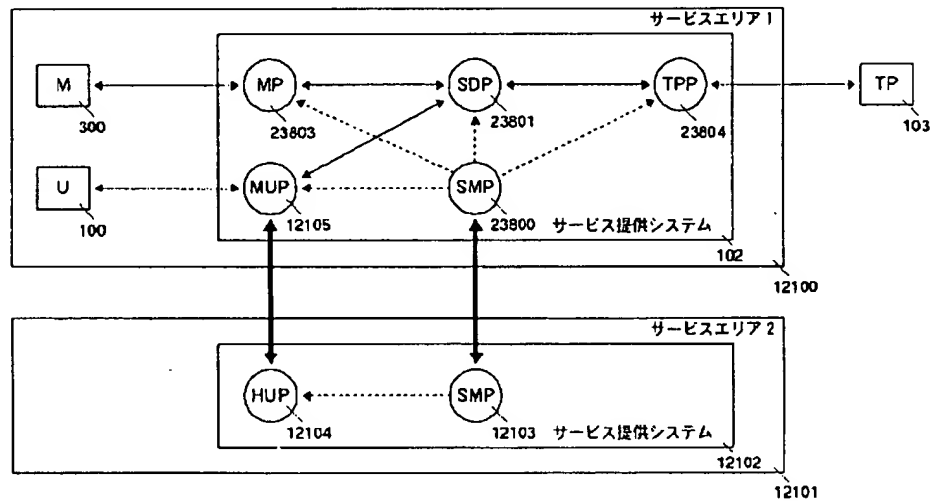 サービスエリア 1
M
MP
SDP
TPP
TP
300
23803
23801
23804
103
U
MUP
SMP
100
12105
23800
サービス提供システム
102
12100
サービスエリア 2
HUP
SMP
12104
12103
サービス提供システム
12102
12101